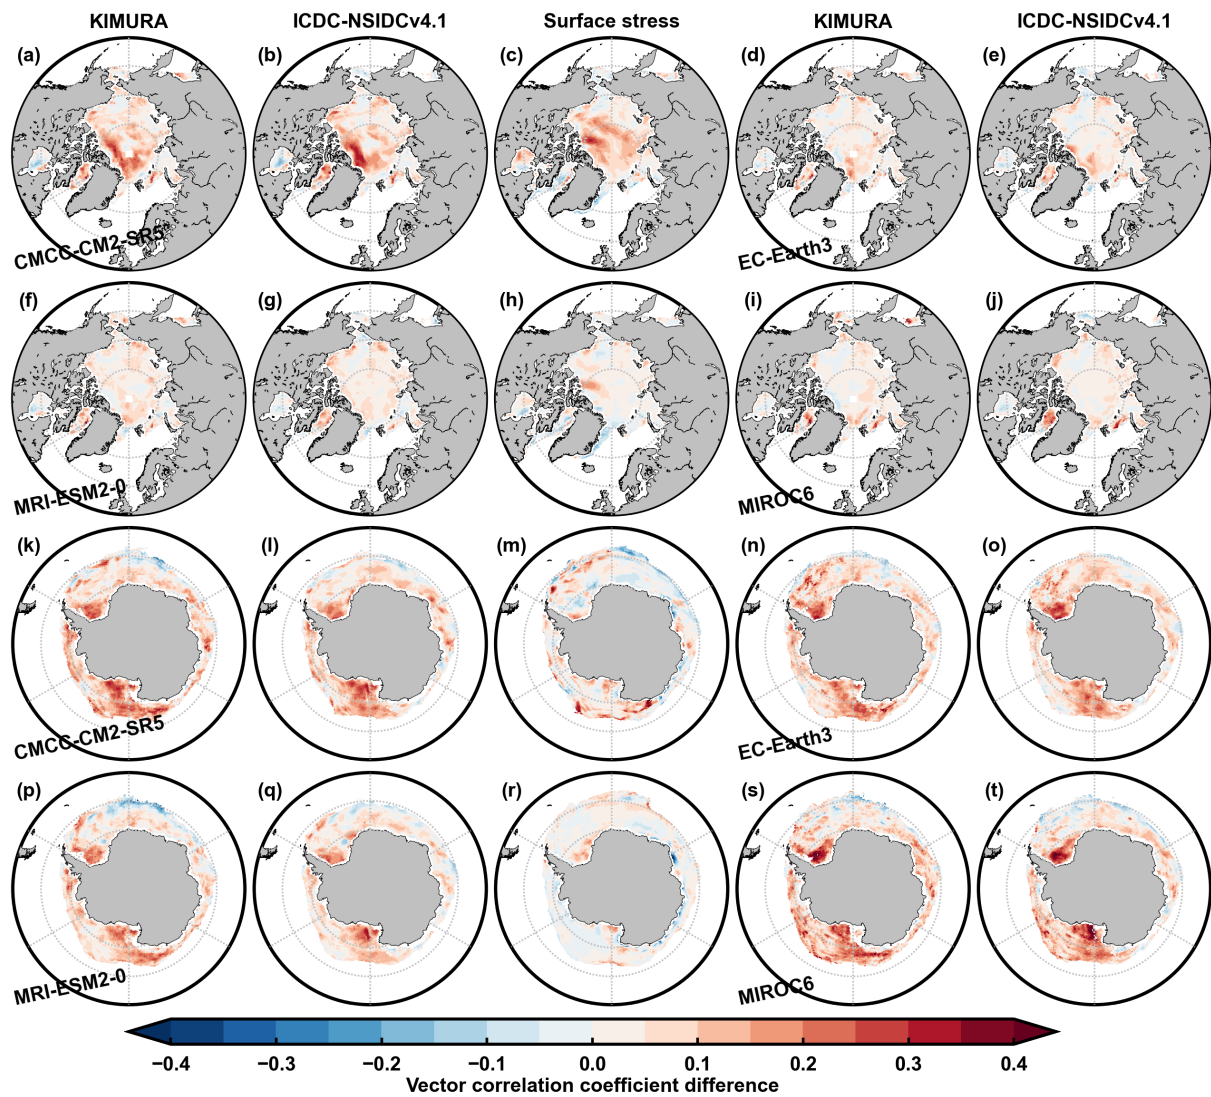 KIMURA ICDC-NSIDCv4.1 Surface stress KIMURA ICDC-NSIDCv4.1
(a) (b) (c) (d) (e)
CMCC-CM2-SR5 EC-Earth3
(f) (g) (h) (i) (j)
MRI-ESM2-0 MIROC6
(k) (l) (m) (n) (o)
CMCC-CM2-SR5 EC-Earth3
(p) (q) (r) (s) (t)
MRI-ESM2-0 MIROC6
−0.4 −0.3 −0.2 −0.1 0.0 0.1 0.2 0.3 0.4
Vector correlation coefficient difference